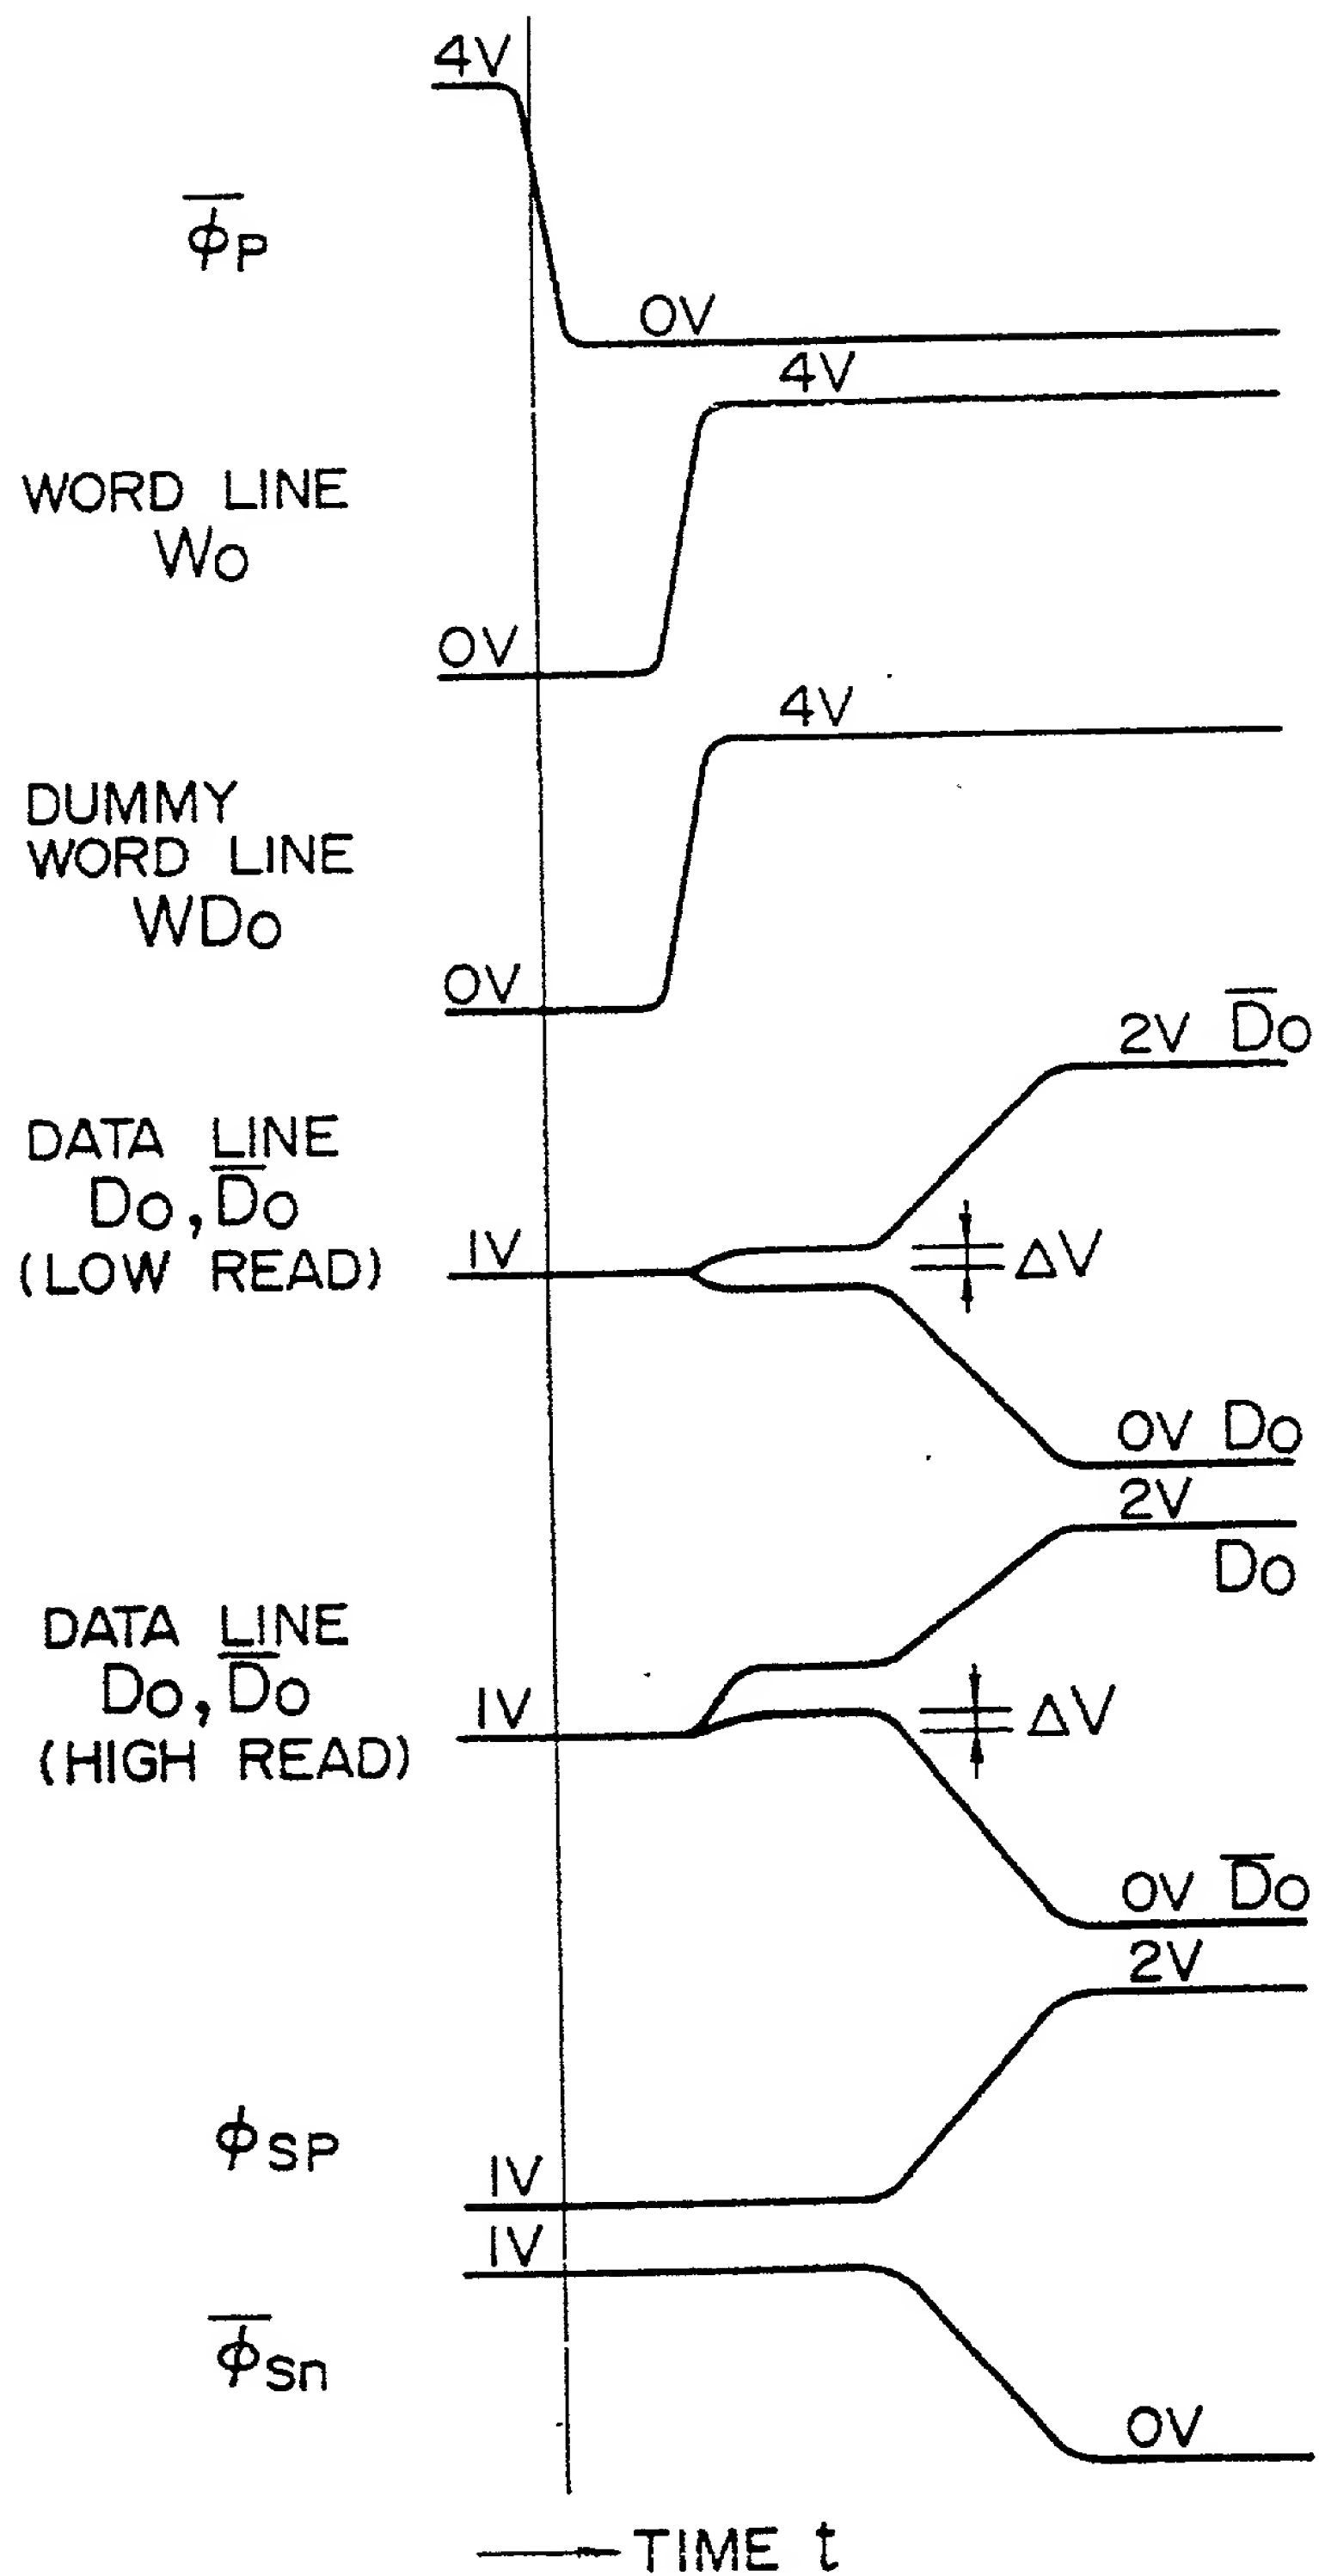 4V
φ̅P
0V
4V
WORD LINE
W0
0V
4V
DUMMY
WORD LINE
WD0
0V
2V D̅0
DATA LINE
D0, D̅0
(LOW READ)
1V
ΔV
0V D0
2V
D0
DATA LINE
D0, D̅0
(HIGH READ)
1V
ΔV
0V D̅0
2V
φSP
1V
1V
φ̅Sn
0V
TIME t